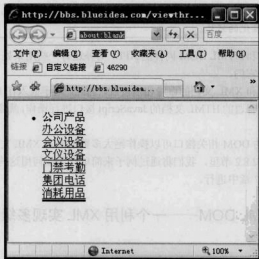 http://bbs.blueidea.com/viewthr...
about:blank
百度
文件(F) 编辑(E) 查看(V) 收藏夹(A) 工具(T) 帮助(H)
链接 自定义链接 46290
http://bbs.blueidea...
公司产品
办公设备
会议设备
文仪设备
门禁考勤
集团电话
消耗用品
Internet 100%